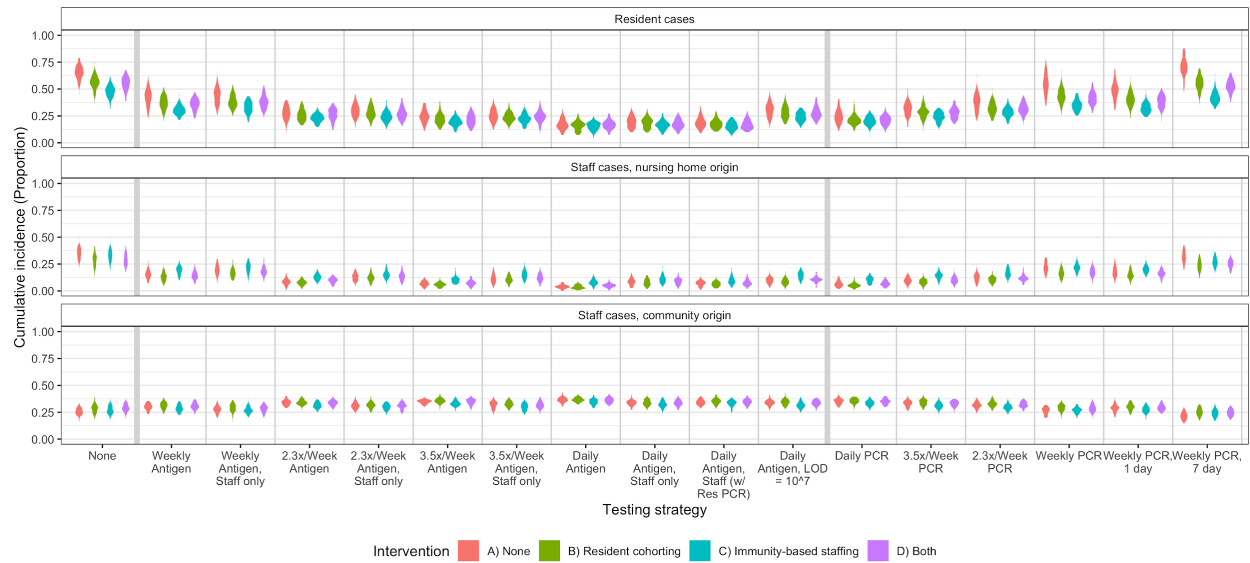 Resident cases
1.00
0.75
0.50
0.25
0.00
Staff cases, nursing home origin
1.00
0.75
0.50
0.25
0.00
Staff cases, community origin
1.00
0.75
0.50
0.25
0.00
Cumulative incidence (Proportion)
None
Weekly
Antigen
Weekly
Antigen,
Staff only
2.3x/Week
Antigen
2.3x/Week
Antigen,
Staff only
3.5x/Week
Antigen
3.5x/Week
Antigen,
Staff only
Daily
Antigen
Daily
Antigen,
Staff only
Daily
Antigen,
Staff (w/
Res PCR)
Daily
Antigen, LOD
= 10^7
Daily PCR
3.5x/Week
PCR
2.3x/Week
PCR
Weekly PCR
Weekly PCR,
1 day
Weekly PCR,
7 day
Testing strategy
Intervention
A) None
B) Resident cohorting
C) Immunity-based staffing
D) Both